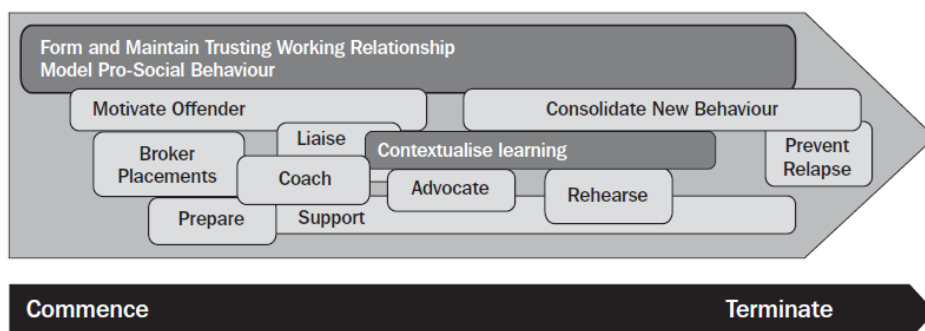 Form and Maintain Trusting Working Relationship
Model Pro-Social Behaviour
Motivate Offender
Consolidate New Behaviour
Liaise
Broker
Placements
Contextualise learning
Prevent
Relapse
Coach
Advocate
Rehearse
Prepare
Support
Commence
Terminate